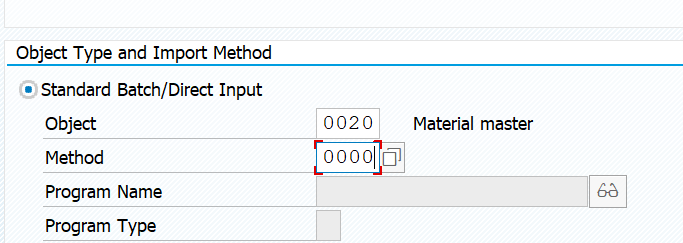 Object Type and Import Method
Standard Batch/Direct Input
Object 0020 Material master
Method 0000
Program Name
Program Type